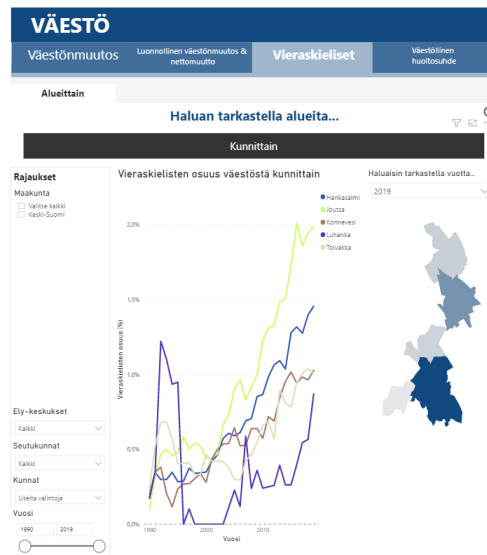 VÄESTÖ
Väestönmuutos
Luonnollinen väestönmuutos &
nettomuutto
Vieraskieliset
Väestöllinen
huoltosuhde
Alueittain
Haluan tarkastella alueita...
Kunnittain
Rajaukset
Maakunta
Valitse kaikki
Keski-Suomi
Ely-keskukset
Kaikki
Seutukunnat
Kaikki
Kunnat
Useita valintoja
Vuosi
1990
2019
Vieraskielisten osuus väestöstä kunnittain
Hankasalmi
Joutsa
Konnevesi
Luhanka
Toivakka
Vieraskielisten osuus (%)
2,0%
1,5%
1,0%
0,5%
0,0%
1990
2000
2010
Vuosi
Haluaisin tarkastella vuotta...
2019